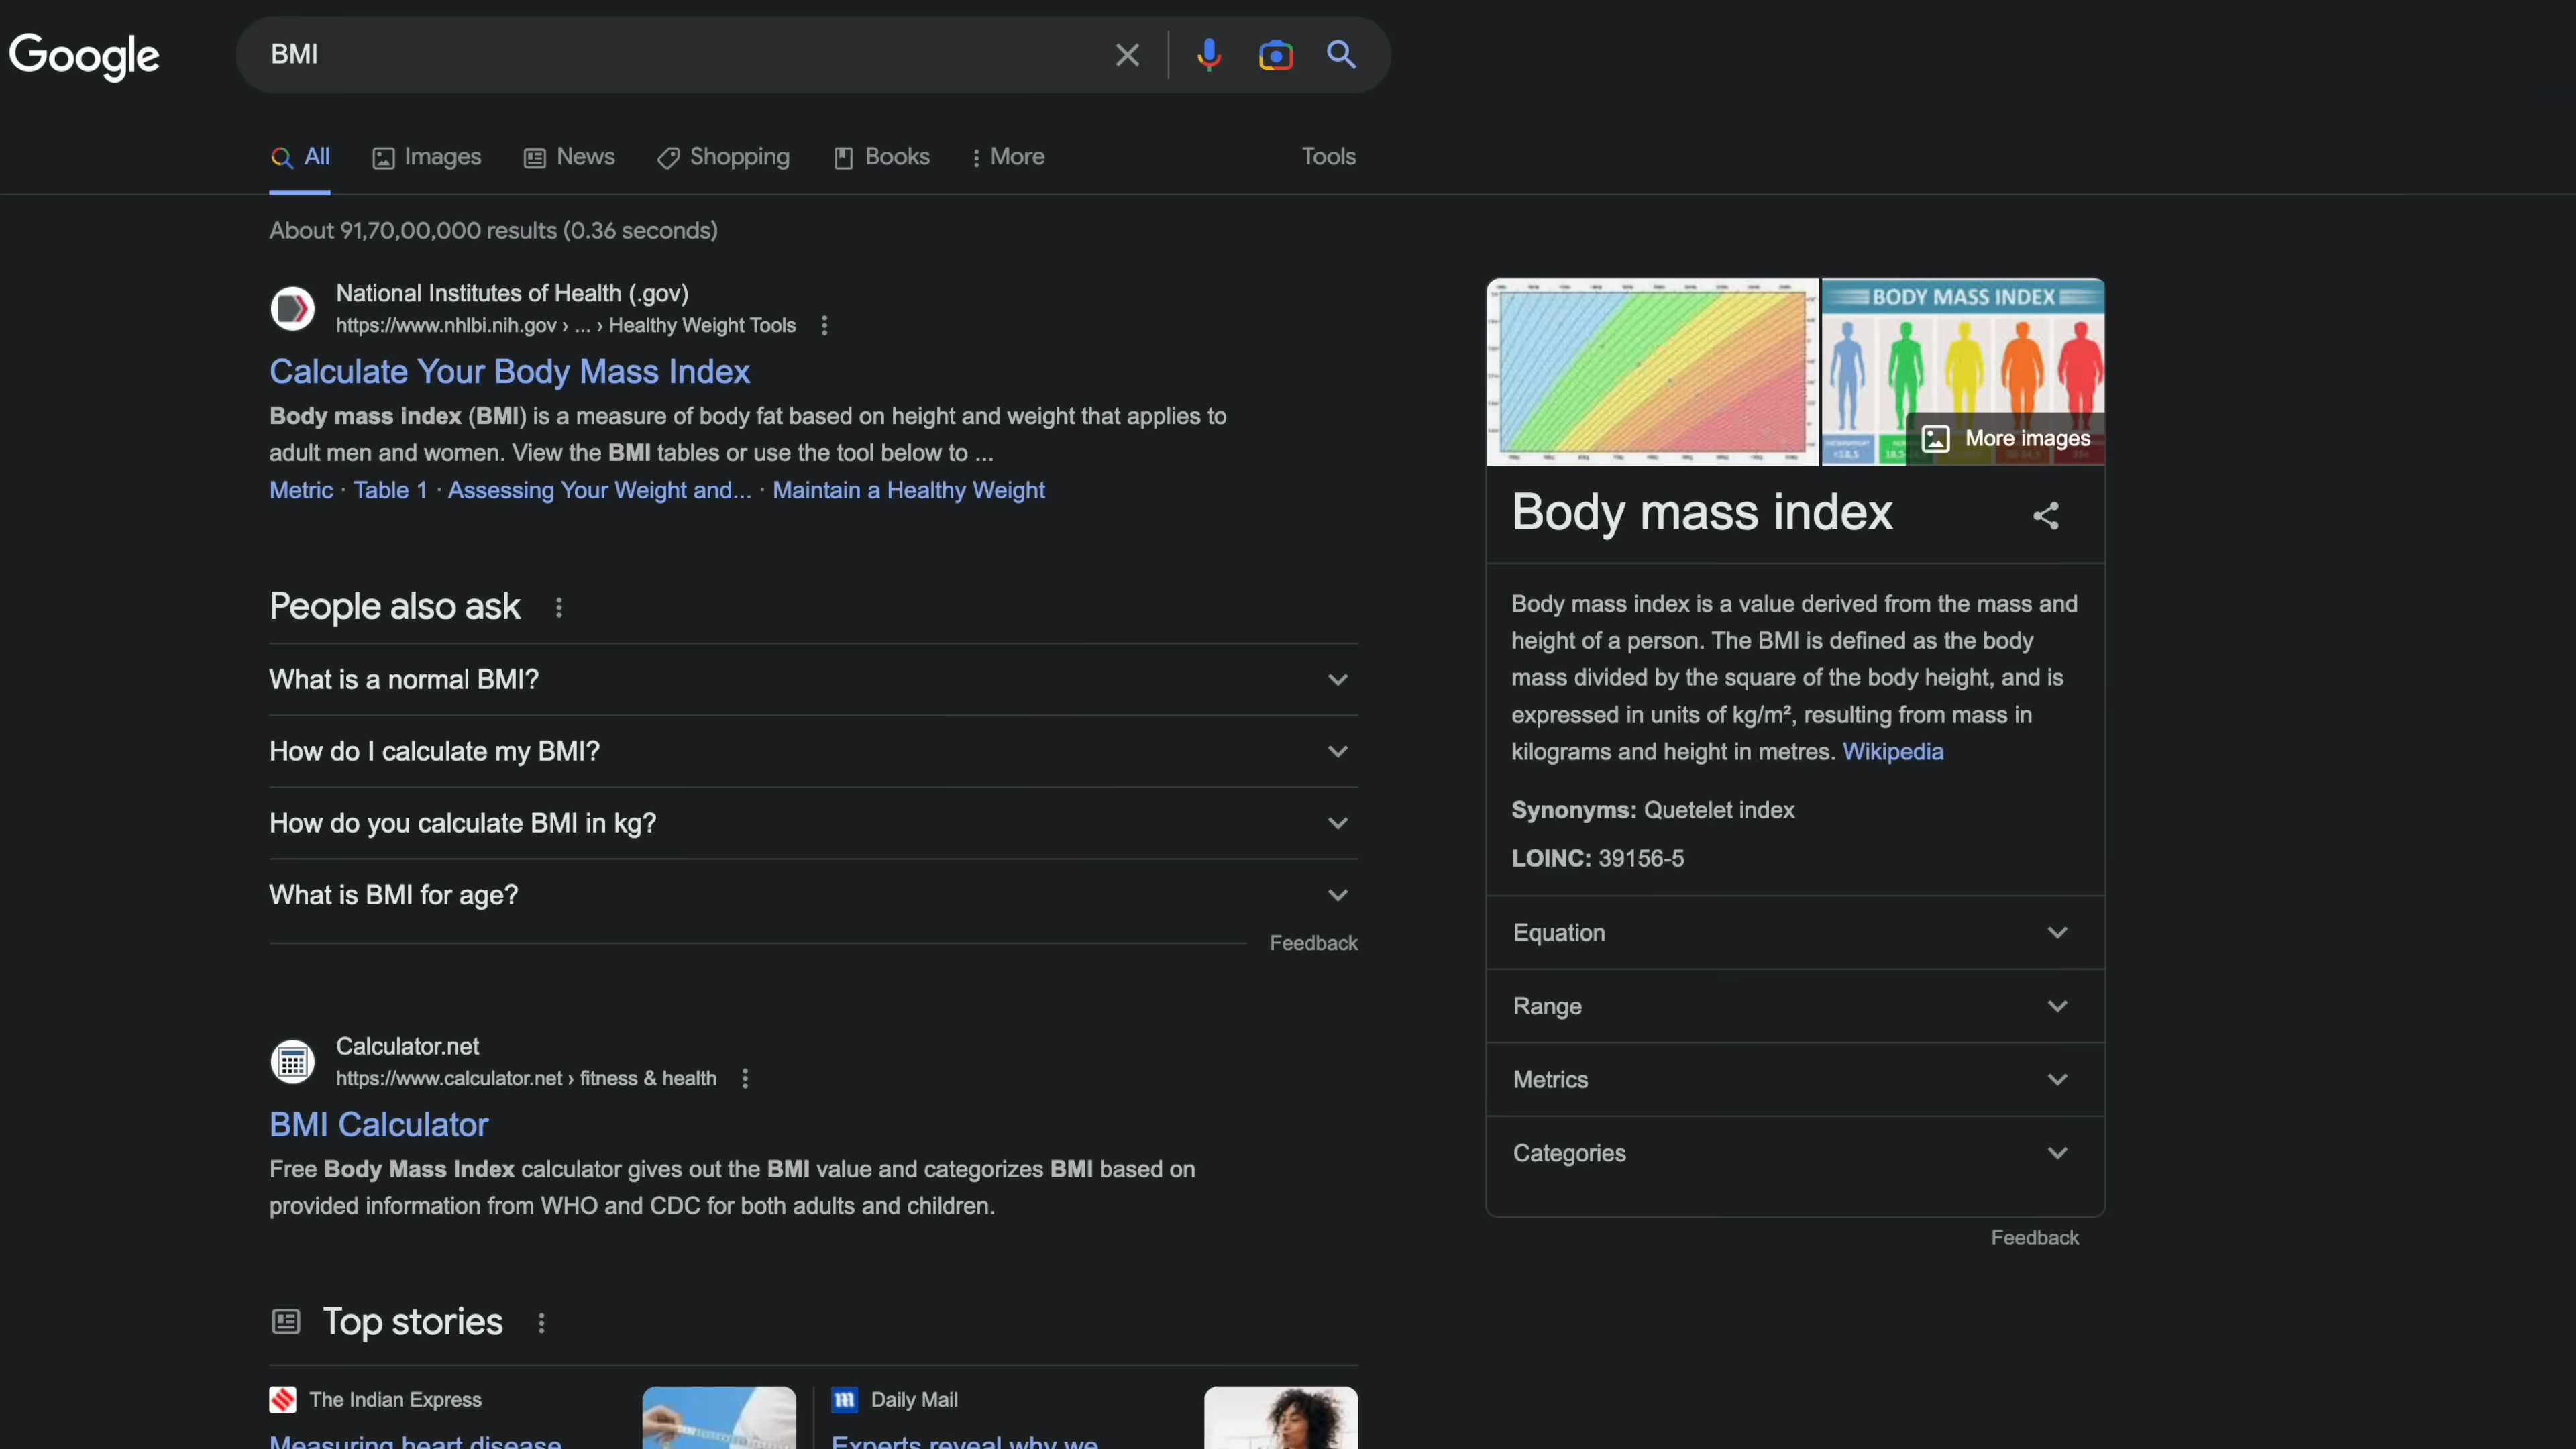 Google
BMI
All
Images
News
Shopping
Books
More
Tools
About 91,70,00,000 results (0.36 seconds)
National Institutes of Health (.gov)
https://www.nhlbi.nih.gov › ... › Healthy Weight Tools
Calculate Your Body Mass Index
Body mass index (BMI) is a measure of body fat based on height and weight that applies to
adult men and women. View the BMI tables or use the tool below to ...
Metric · Table 1 · Assessing Your Weight and... · Maintain a Healthy Weight
People also ask
What is a normal BMI?
How do I calculate my BMI?
How do you calculate BMI in kg?
What is BMI for age?
Feedback
Calculator.net
https://www.calculator.net › fitness & health
BMI Calculator
Free Body Mass Index calculator gives out the BMI value and categorizes BMI based on
provided information from WHO and CDC for both adults and children.
Top stories
The Indian Express
Measuring heart disease
Daily Mail
Experts reveal why we
BODY MASS INDEX
More images
Body mass index
Body mass index is a value derived from the mass and
height of a person. The BMI is defined as the body
mass divided by the square of the body height, and is
expressed in units of kg/m², resulting from mass in
kilograms and height in metres. Wikipedia
Synonyms: Quetelet index
LOINC: 39156-5
Equation
Range
Metrics
Categories
Feedback